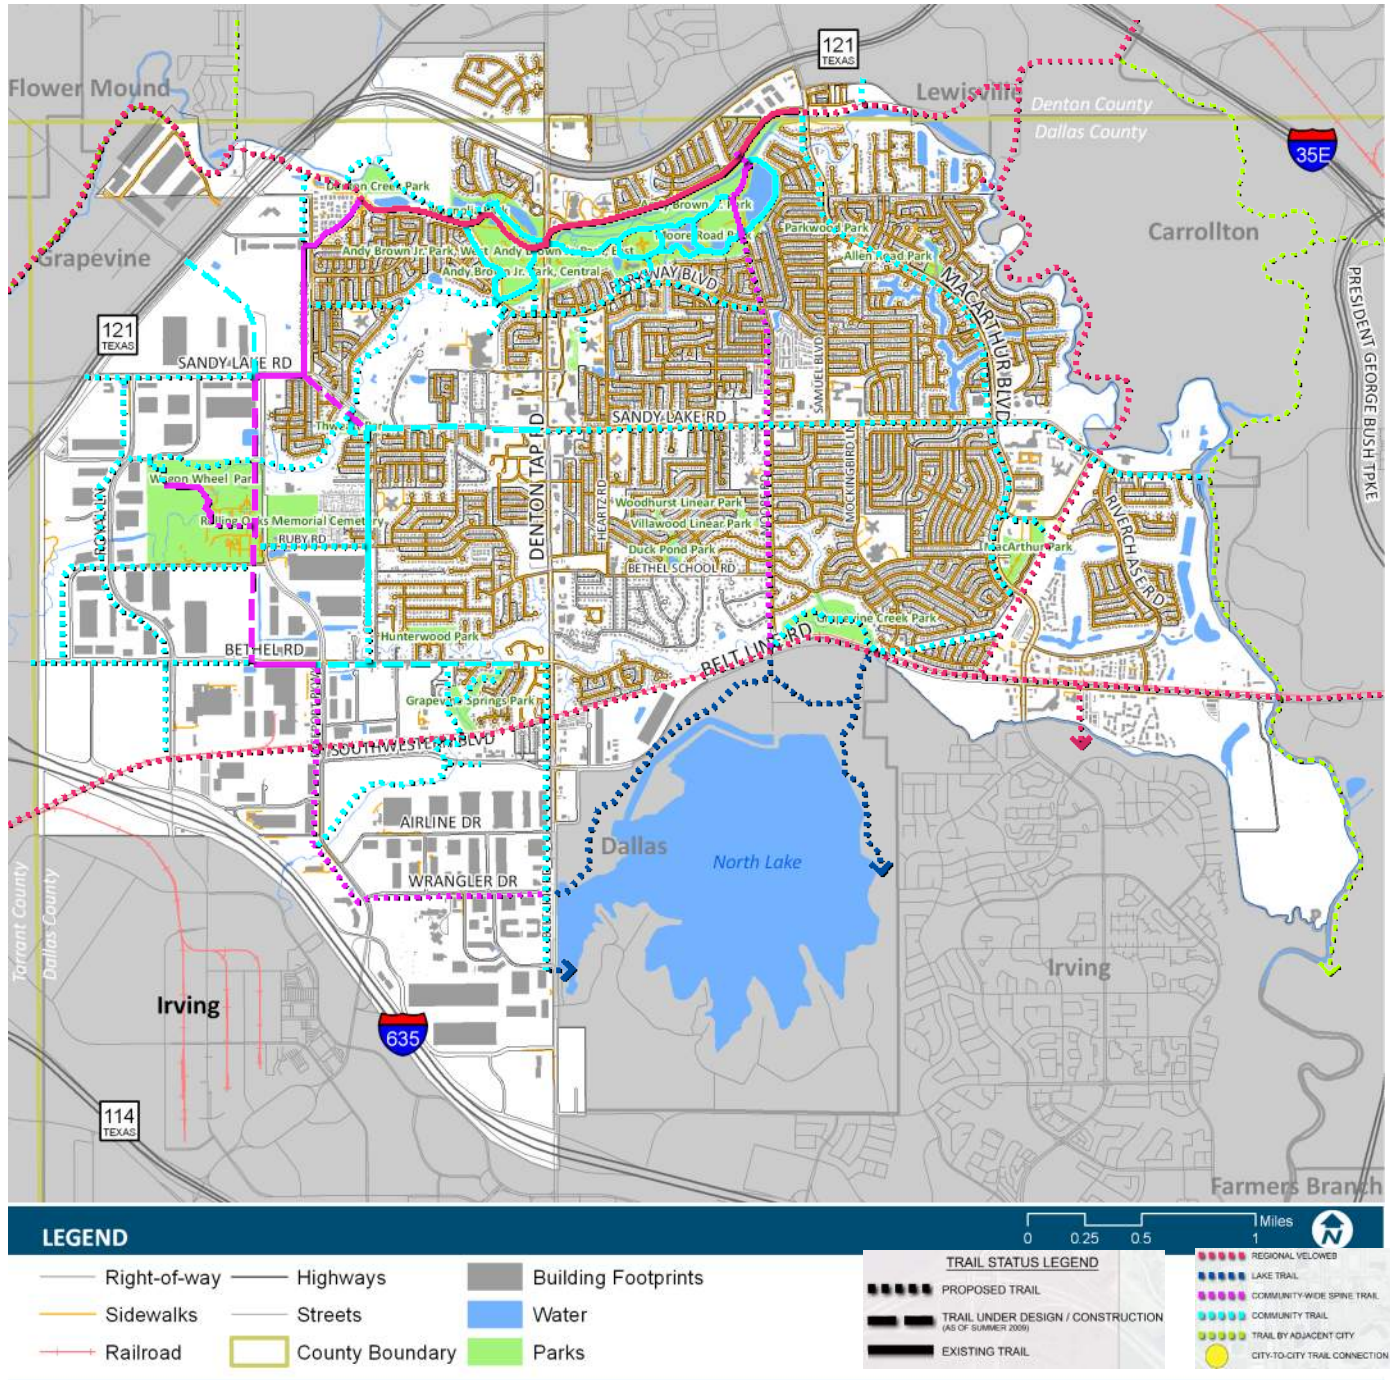 121
TEXAS
Flower Mound
Lewisville
Denton County
Dallas County
35E
Denton Creek Park
Parkwood Park
Carrollton
Grapevine
Andy Brown Jr. Park, West
Allen Road Park
Andy Brown Jr. Park, Central
PARKWAY BLVD
MACARTHUR BLVD
PRESIDENT GEORGE BUSH TPKE
121
TEXAS
SANDY LAKE RD
SAMUEL BLVD
SANDY LAKE RD
DENTON TAP RD
MOCKINGBIRD LN
Wagon Wheel Park
HEARTZ RD
Woodhurst Linear Park
RIVERCHASE RD
ROYAL LN
Rolling Oaks Memorial Cemetery
Villawood Linear Park
RUBY RD
Duck Pond Park
MacArthur Park
BETHEL SCHOOL RD
Grapevine Creek Park
Hunterwood Park
BETHEL RD
BELT LINE RD
Grapevine Springs Park
SOUTHWESTERN BLVD
AIRLINE DR
Dallas
North Lake
WRANGLER DR
Tarrant County
Dallas County
Irving
Irving
635
114
TEXAS
Farmers Branch
LEGEND
Miles
0 0.25 0.5 1
N
Right-of-way
Highways
Building Footprints
Sidewalks
Streets
Water
Railroad
County Boundary
Parks
TRAIL STATUS LEGEND
PROPOSED TRAIL
TRAIL UNDER DESIGN / CONSTRUCTION
(AS OF SUMMER 2009)
EXISTING TRAIL
REGIONAL VELOWEB
LAKE TRAIL
COMMUNITY-WIDE SPINE TRAIL
COMMUNITY TRAIL
TRAIL BY ADJACENT CITY
CITY-TO-CITY TRAIL CONNECTION